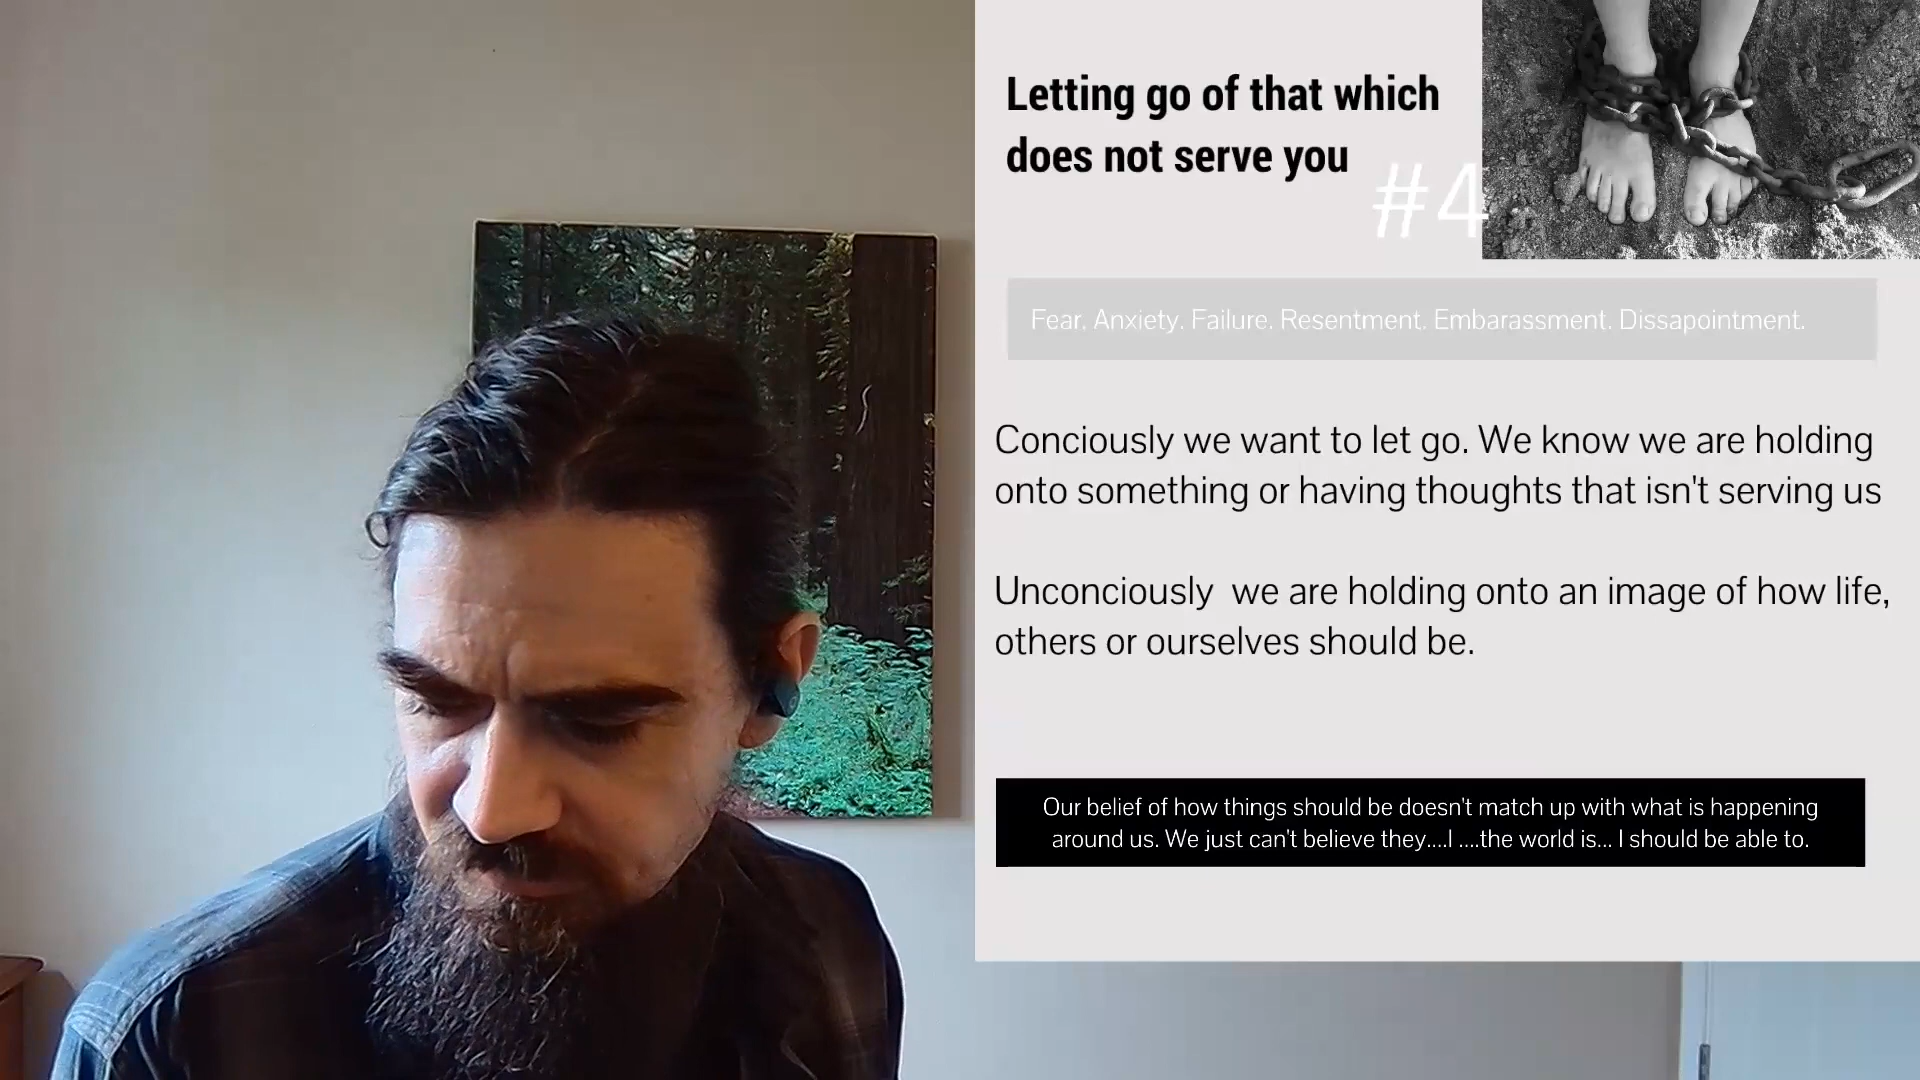 Letting go of that which
does not serve you
#4
Fear. Anxiety. Failure. Resentment. Embarassment. Dissapointment.
Conciously we want to let go. We know we are holding
onto something or having thoughts that isn't serving us
Unconciously we are holding onto an image of how life,
others or ourselves should be.
Our belief of how things should be doesn't match up with what is happening
around us. We just can't believe they....I ....the world is... I should be able to.